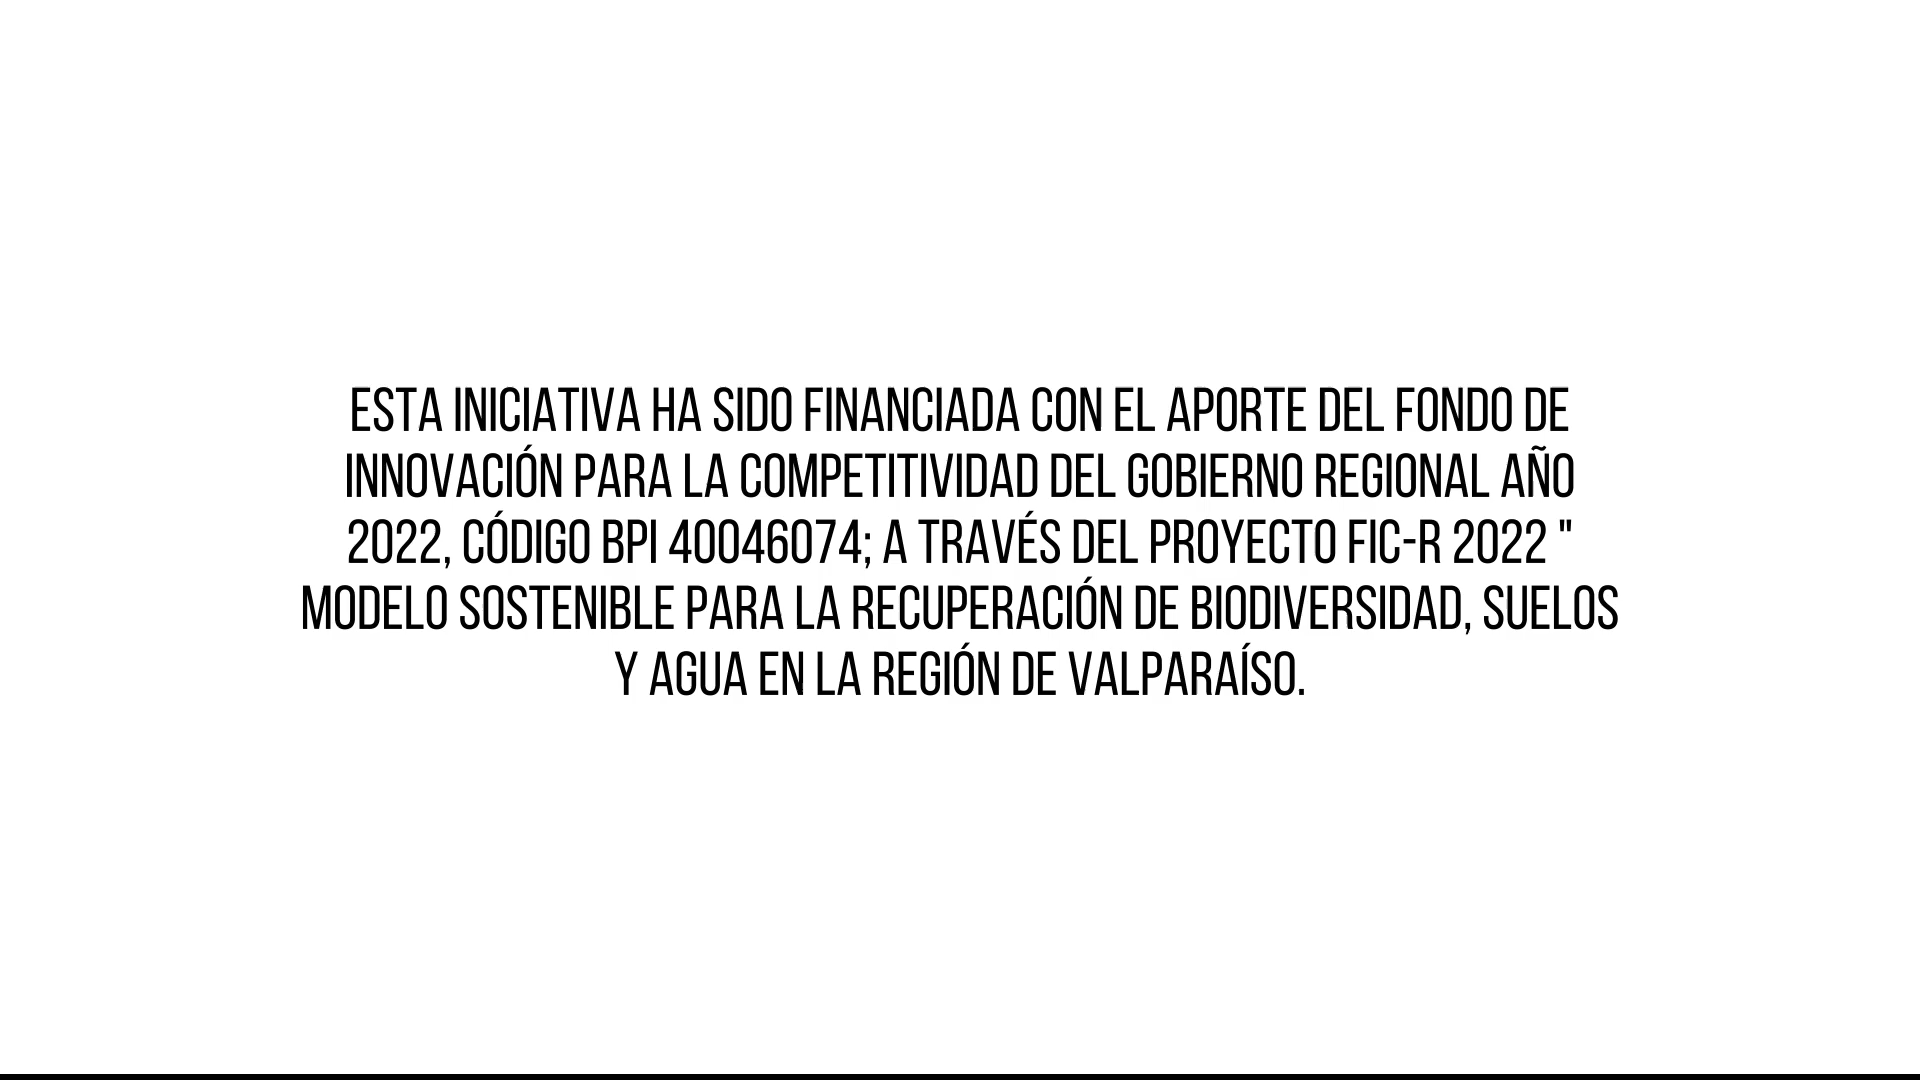 ESTA INICIATIVA HA SIDO FINANCIADA CON EL APORTE DEL FONDO DE
INNOVACIÓN PARA LA COMPETITIVIDAD DEL GOBIERNO REGIONAL AÑO
2022, CÓDIGO BPI 40046074; A TRAVÉS DEL PROYECTO FIC-R 2022 "
MODELO SOSTENIBLE PARA LA RECUPERACIÓN DE BIODIVERSIDAD, SUELOS
Y AGUA EN LA REGIÓN DE VALPARAÍSO.